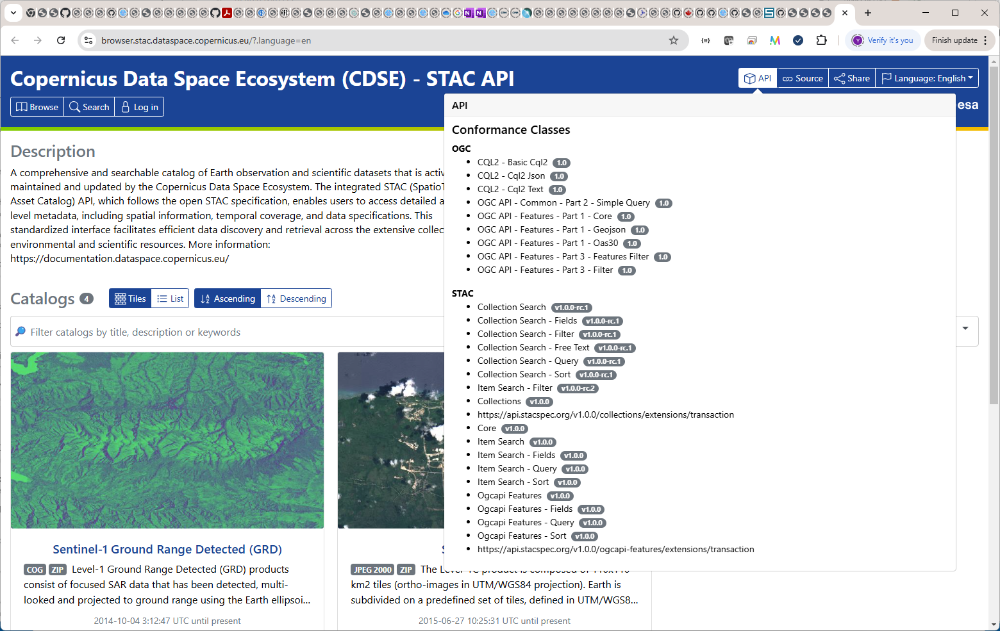 browser.stac.dataspace.copernicus.eu/?.language=en
Verify it's you
Finish update
Copernicus Data Space Ecosystem (CDSE) - STAC API
API
Source
Share
Language: English
Browse
Search
Log in
esa
API
Conformance Classes
OGC
CQL2 - Basic Cql2 1.0
CQL2 - Cql2 Json 1.0
CQL2 - Cql2 Text 1.0
OGC API - Common - Part 2 - Simple Query 1.0
OGC API - Features - Part 1 - Core 1.0
OGC API - Features - Part 1 - Geojson 1.0
OGC API - Features - Part 1 - Oas30 1.0
OGC API - Features - Part 3 - Features Filter 1.0
OGC API - Features - Part 3 - Filter 1.0
STAC
Collection Search v1.0.0-rc.1
Collection Search - Fields v1.0.0-rc.1
Collection Search - Filter v1.0.0-rc.1
Collection Search - Free Text v1.0.0-rc.1
Collection Search - Query v1.0.0-rc.1
Collection Search - Sort v1.0.0-rc.1
Item Search - Filter v1.0.0-rc.2
Collections v1.0.0
https://api.stacspec.org/v1.0.0/collections/extensions/transaction
Core v1.0.0
Item Search v1.0.0
Item Search - Fields v1.0.0
Item Search - Query v1.0.0
Item Search - Sort v1.0.0
Ogcapi Features v1.0.0
Ogcapi Features - Fields v1.0.0
Ogcapi Features - Query v1.0.0
Ogcapi Features - Sort v1.0.0
https://api.stacspec.org/v1.0.0/ogcapi-features/extensions/transaction
Description
A comprehensive and searchable catalog of Earth observation and scientific datasets that is activ
maintained and updated by the Copernicus Data Space Ecosystem. The integrated STAC (SpatioT
Asset Catalog) API, which follows the open STAC specification, enables users to access detailed a
level metadata, including spatial information, temporal coverage, and data specifications. This
standardized interface facilitates efficient data discovery and retrieval across the extensive collec
environmental and scientific resources. More information:
https://documentation.dataspace.copernicus.eu/
Catalogs 4
Tiles
List
Ascending
Descending
Filter catalogs by title, description or keywords
Sentinel-1 Ground Range Detected (GRD)
COG ZIP Level-1 Ground Range Detected (GRD) products
consist of focused SAR data that has been detected, multi-
looked and projected to ground range using the Earth ellipsoi...
2014-10-04 3:12:47 UTC until present
JPEG 2000 ZIP The Level-1C product is composed of 110x110
km2 tiles (ortho-images in UTM/WGS84 projection). Earth is
subdivided on a predefined set of tiles, defined in UTM/WGS8...
2015-06-27 10:25:31 UTC until present